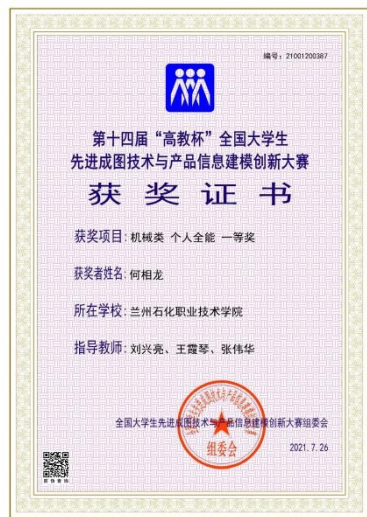 编号：21001200387
第十四届“高教杯”全国大学生
先进成图技术与产品信息建模创新大赛
获奖证书
获奖项目：机械类 个人全能 一等奖
获奖者姓名：何相龙
所在学校：兰州石化职业技术学院
指导教师：刘兴亮、王霞琴、张伟华
全国大学生先进成图技术与产品信息建模创新大赛组委会
组委会
2021.7.26